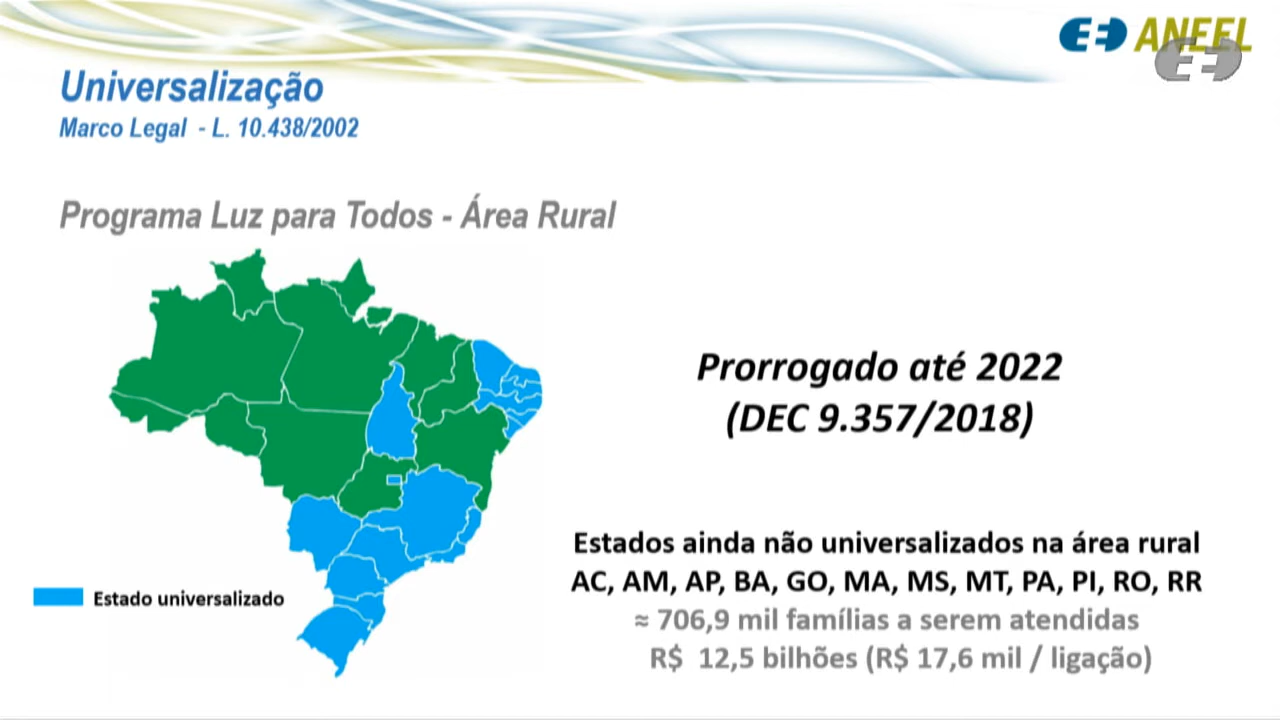 ANEEL
Universalização
Marco Legal - L. 10.438/2002
Programa Luz para Todos - Área Rural
Prorrogado até 2022
(DEC 9.357/2018)
Estados ainda não universalizados na área rural
AC, AM, AP, BA, GO, MA, MS, MT, PA, PI, RO, RR
≈ 706,9 mil famílias a serem atendidas
R$ 12,5 bilhões (R$ 17,6 mil / ligação)
Estado universalizado